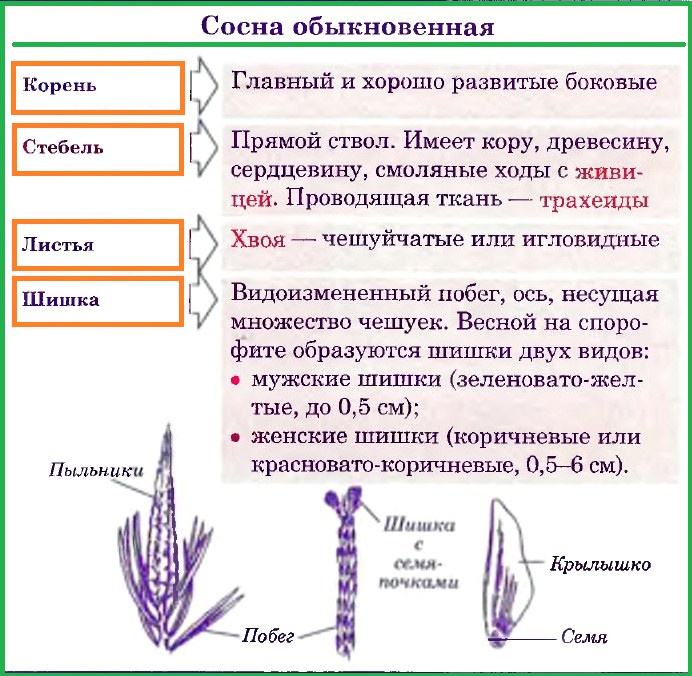 Сосна обыкновенная
Корень
Главный и хорошо развитые боковые
Стебель
Прямой ствол. Имеет кору, древесину,
сердцевину, смоляные ходы с живи-
цей. Проводящая ткань — трахеиды
Листья
Хвоя — чешуйчатые или игловидные
Шишка
Видоизмененный побег, ось, несущая
множество чешуек. Весной на споро-
фите образуются шишки двух видов:
• мужские шишки (зеленовато-жел-
тые, до 0,5 см);
• женские шишки (коричневые или
красновато-коричневые, 0,5–6 см).
Пыльники
Шишка
с
семя-
почками
Крылышко
Побег
Семя